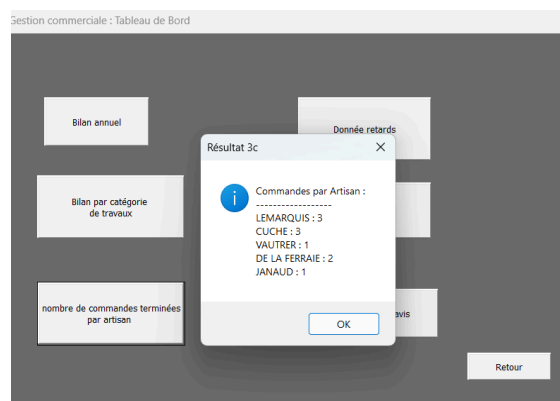 Gestion commerciale : Tableau de Bord
Bilan annuel
Donnée retards
Résultat 3c
Commandes par Artisan :
------------------
LEMARQUIS : 3
CUCHE : 3
VAUTRER : 1
DE LA FERRAIE : 2
JANAUD : 1
OK
Bilan par catégorie
de travaux
nombre de commandes terminées
par artisan
avis
Retour